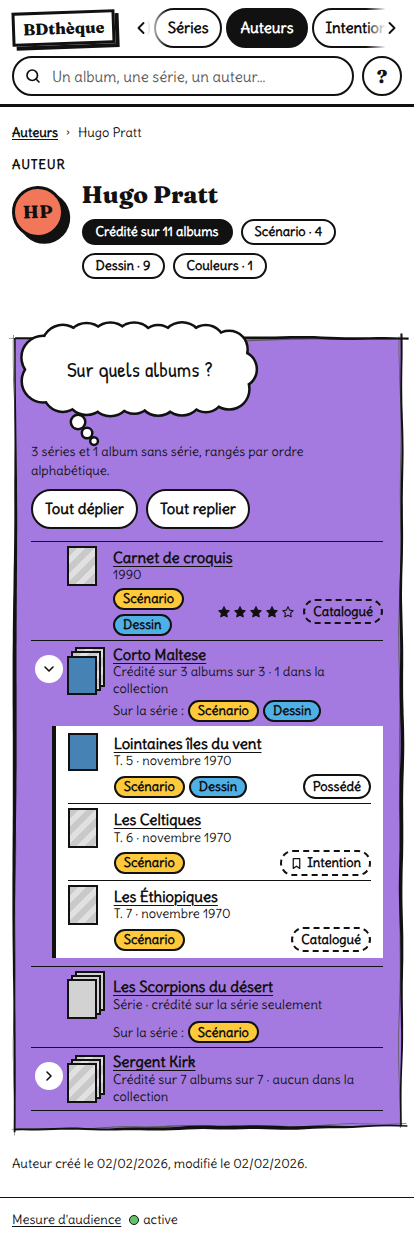 BDthèque
Séries
Auteurs
Intention
Un album, une série, un auteur…
?
Auteurs › Hugo Pratt
AUTEUR
HP
Hugo Pratt
Crédité sur 11 albums
Scénario · 4
Dessin · 9
Couleurs · 1
Sur quels albums ?
3 séries et 1 album sans série, rangés par ordre
alphabétique.
Tout déplier
Tout replier
Carnet de croquis
1990
Scénario
Dessin
Catalogué
Corto Maltese
Crédité sur 3 albums sur 3 · 1 dans la
collection
Sur la série : Scénario Dessin
Lointaines îles du vent
T. 5 · novembre 1970
Scénario Dessin Possédé
Les Celtiques
T. 6 · novembre 1970
Scénario Intention
Les Éthiopiques
T. 7 · novembre 1970
Scénario Catalogué
Les Scorpions du désert
Série · crédité sur la série seulement
Sur la série : Scénario
Sergent Kirk
Crédité sur 7 albums sur 7 · aucun dans la
collection
Auteur créé le 02/02/2026, modifié le 02/02/2026.
Mesure d'audience active